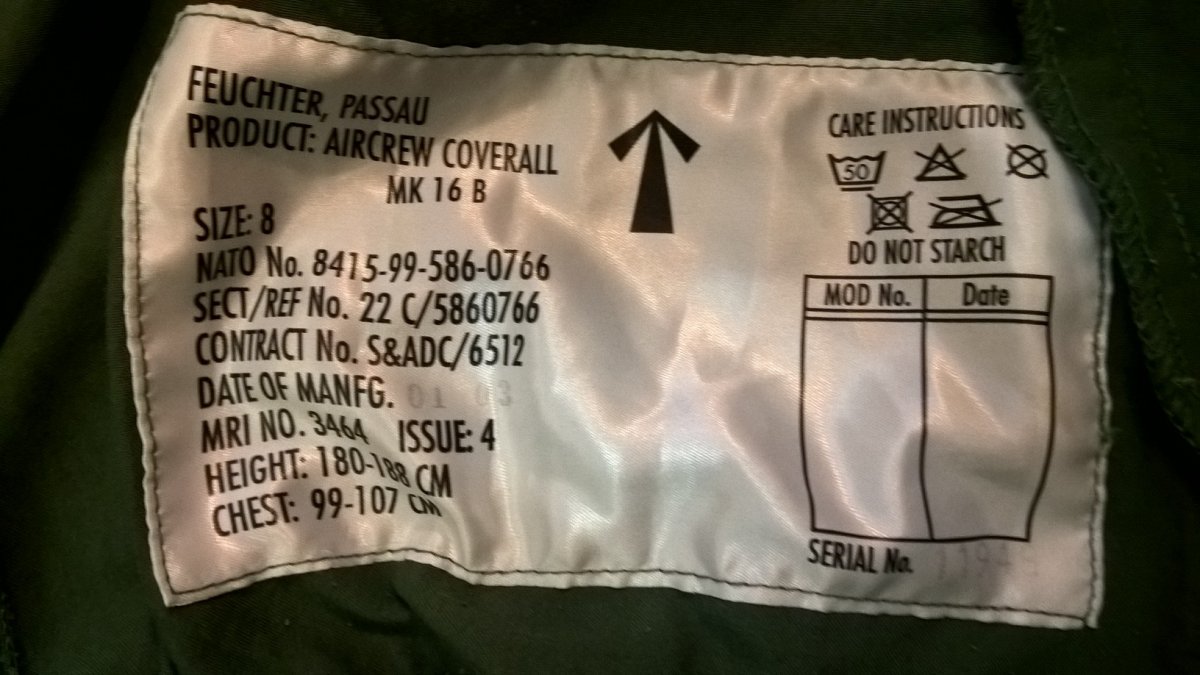 FEUCHTER, PASSAU
PRODUCT: AIRCREW COVERALL
MK 16 B
SIZE: 8
NATO No. 8415-99-586-0766
SECT/REF No. 22 C/5860766
CONTRACT No. S&ADC/6512
DATE OF MANFG. 01 03
MRI NO. 3464 ISSUE: 4
HEIGHT: 180-188 CM
CHEST: 99-107 CM
CARE INSTRUCTIONS
50
DO NOT STARCH
MOD No. Date
SERIAL No.